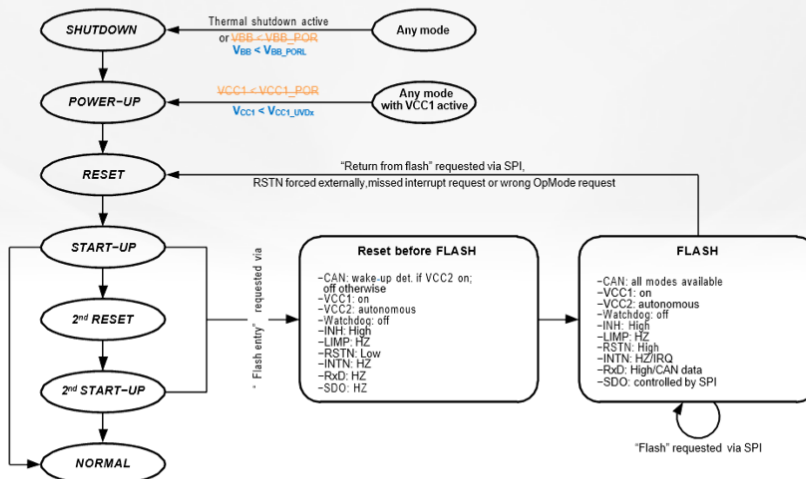 SHUTDOWN
Thermal shutdown active
or VBB < VBB_POR
VBB < VBB_PORL
Any mode
POWER-UP
VCC1 < VCC1_POR
VCC1 < VCC1_UVDx
Any mode
with VCC1 active
RESET
"Return from flash" requested via SPI,
RSTN forced externally,missed interrupt request or wrong OpMode request
START-UP
2nd RESET
2nd START-UP
NORMAL
" Flash entry" requested via
Reset before FLASH
-CAN: wake-up det. if VCC2 on;
off otherwise
-VCC1: on
-VCC2: autonomous
-Watchdog: off
-INH: High
-LIMP: HZ
-RSTN: Low
-INTN: HZ
-RxD: HZ
-SDO: HZ
FLASH
-CAN: all modes available
-VCC1: on
-VCC2: autonomous
-Watchdog: off
-INH: High
-LIMP: HZ
-RSTN: High
-INTN: HZ/IRQ
-RxD: High/CAN data
-SDO: controlled by SPI
"Flash" requested via SPI